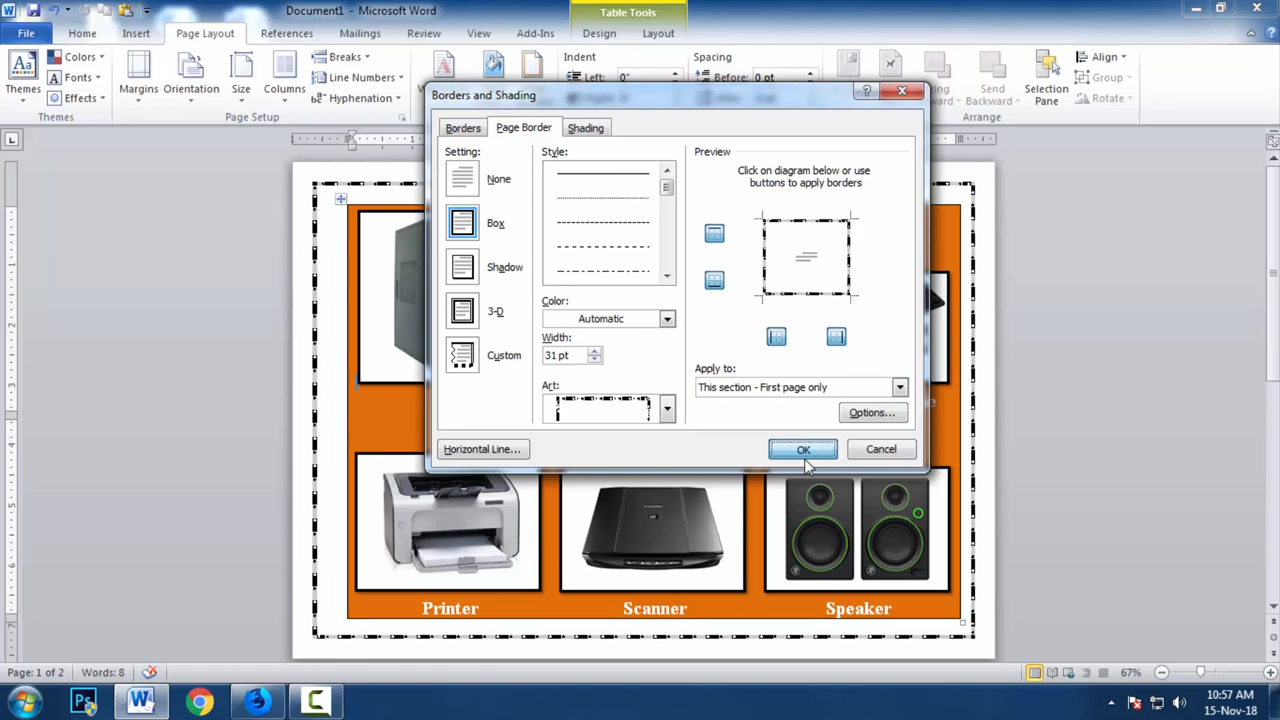 Document1 - Microsoft Word
Table Tools
File
Home
Insert
Page Layout
References
Mailings
Review
View
Add-Ins
Design
Layout
Themes
Colors
Fonts
Effects
Themes
Margins
Orientation
Size
Columns
Breaks
Line Numbers
Hyphenation
Page Setup
Indent
Left: 0"
Spacing
Before: 0 pt
Send
Backward
Selection
Pane
Align
Group
Rotate
Arrange
Borders and Shading
Borders
Page Border
Shading
Setting:
None
Box
Shadow
3-D
Custom
Style:
Color:
Automatic
Width:
31 pt
Art:
Preview
Click on diagram below or use
buttons to apply borders
Apply to:
This section - First page only
Options...
Horizontal Line...
OK
Cancel
Printer
Scanner
Speaker
Page: 1 of 2
Words: 8
67%
10:57 AM
15-Nov-18